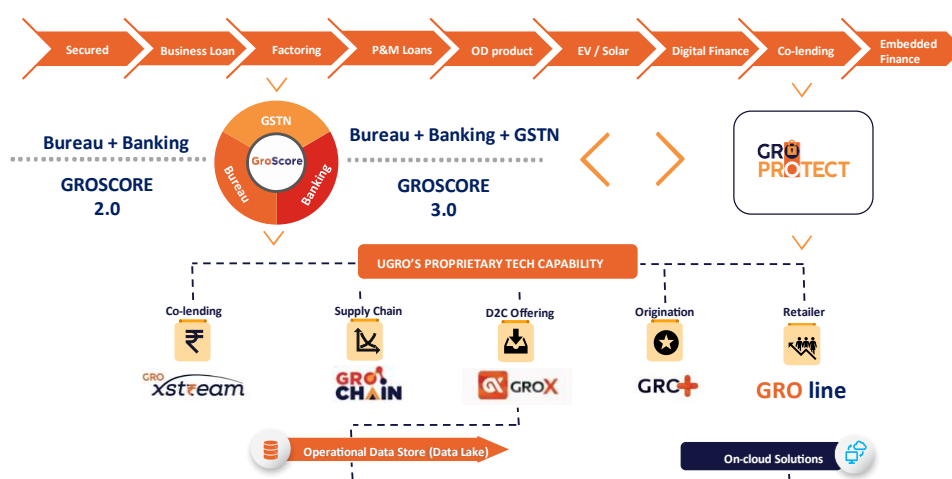 Secured
Business Loan
Factoring
P&M Loans
OD product
EV / Solar
Digital Finance
Co-lending
Embedded
Finance
Bureau + Banking
GROSCORE
2.0
GSTN
Bureau
Banking
GroScore
Bureau + Banking + GSTN
GROSCORE
3.0
GRO
PROTECT
UGRO'S PROPRIETARY TECH CAPABILITY
Co-lending
Supply Chain
D2C Offering
Origination
Retailer
₹
GRO
xst₹eam
GRO
CHAIN
GROX
GRO+
GRO line
Operational Data Store (Data Lake)
On-cloud Solutions